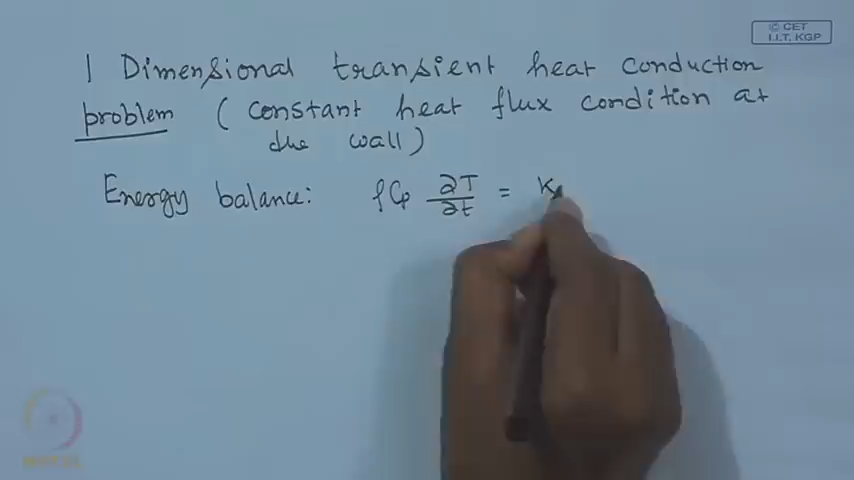 © CET
I.I.T. KGP
1 Dimensional transient heat conduction
problem (constant heat flux condition at
the wall)
Energy balance: ρCp ∂T/∂t = K